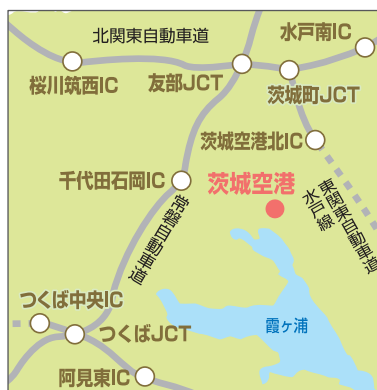 北関東自動車道
水戸南IC
桜川筑西IC
友部JCT
茨城町JCT
茨城空港北IC
千代田石岡IC
茨城空港
東関東自動車道
水戸線
常磐自動車道
つくば中央IC
つくばJCT
霞ヶ浦
阿見東IC